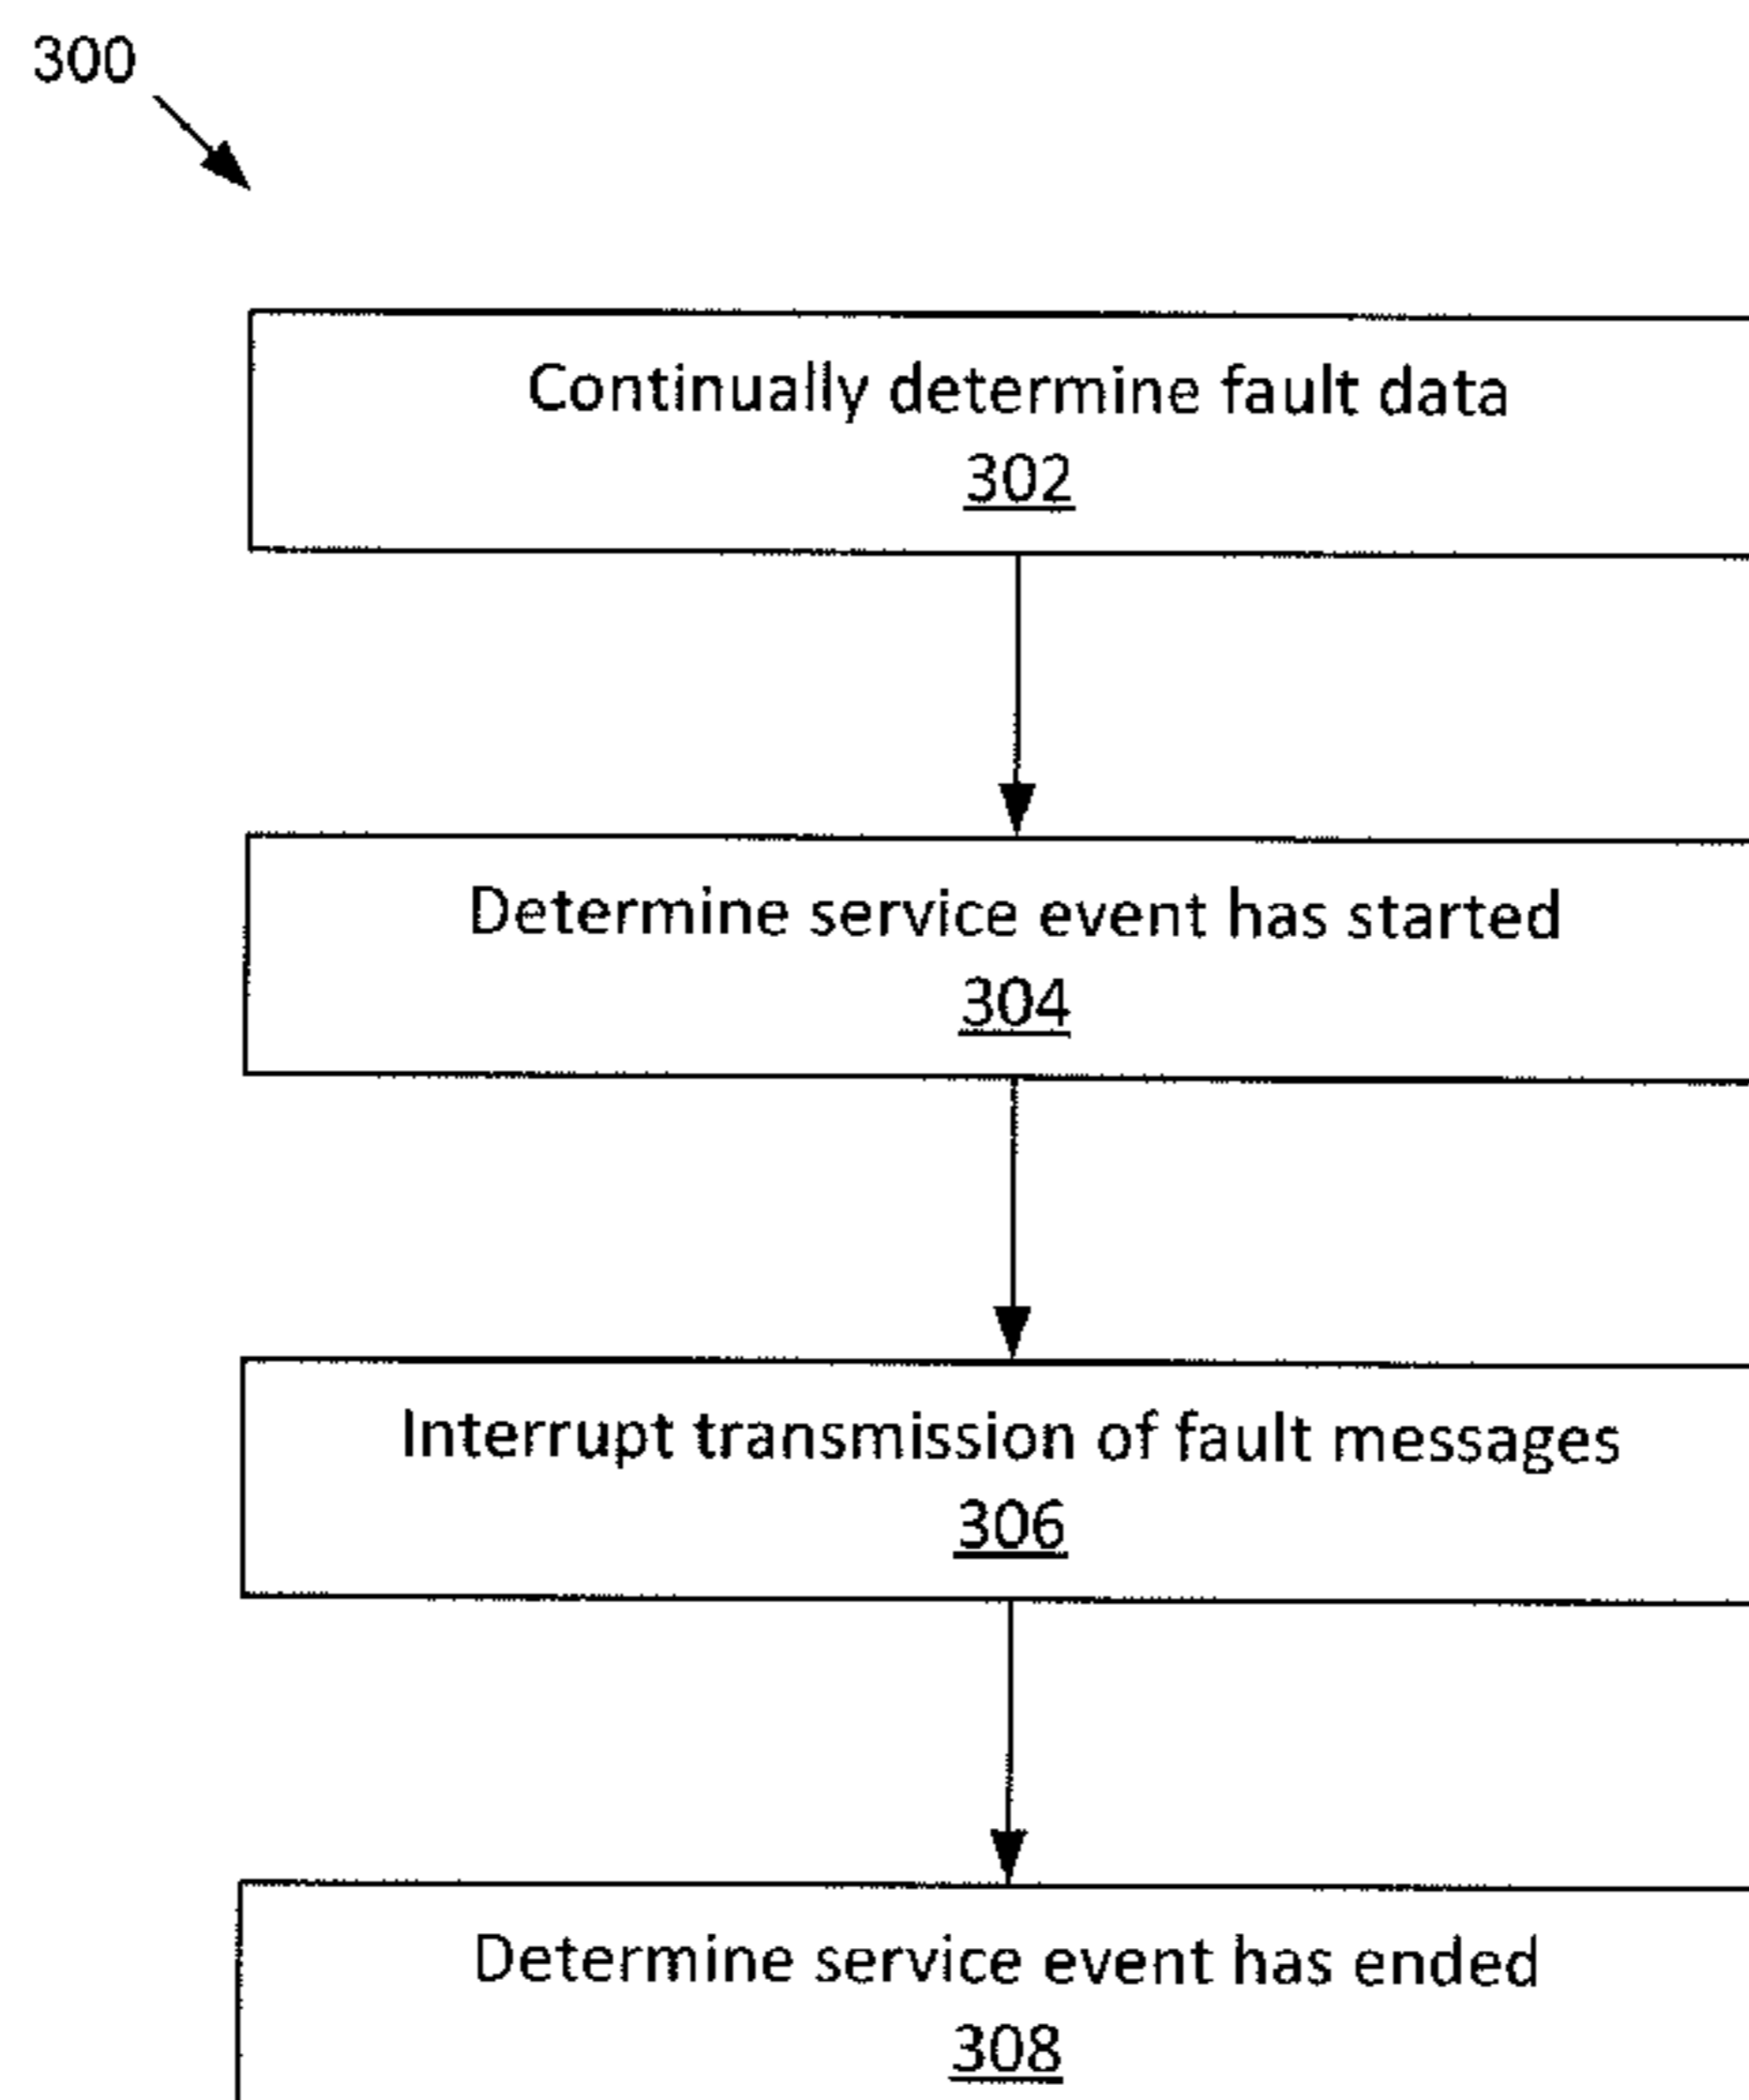 300
Continually determine fault data
302
Determine service event has started
304
Interrupt transmission of fault messages
306
Determine service event has ended
308